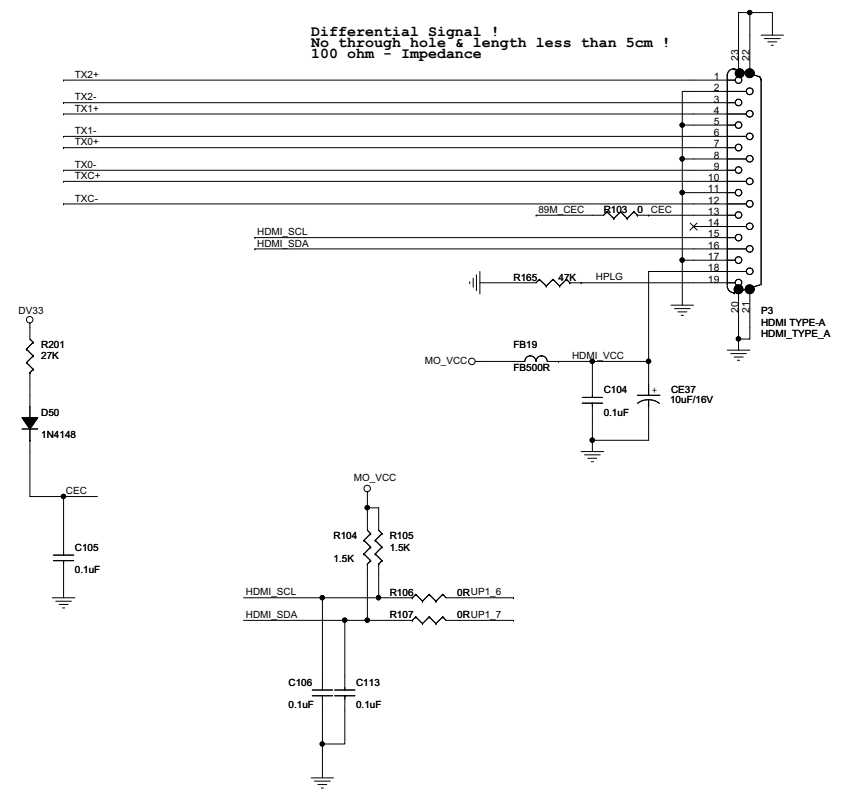 Differential Signal !
No through hole & length less than 5cm !
100 ohm - Impedance
23
22
TX2+
1
2
TX2-
3
TX1+
4
5
TX1-
6
TX0+
7
8
TX0-
9
TXC+
10
11
TXC-
12
89M_CEC
R103
0
CEC
13
14
HDMI_SCL
15
HDMI_SDA
16
17
18
R165
47K
HPLG
19
20
21
P3
HDMI TYPE-A
HDMI_TYPE_A
DV33
R201
27K
FB19
MO_VCC
HDMI_VCC
FB500R
C104
0.1uF
+
CE37
10uF/16V
D50
1N4148
CEC
C105
0.1uF
MO_VCC
R104
1.5K
R105
1.5K
HDMI_SCL
R106
0R
UP1_6
HDMI_SDA
R107
0R
UP1_7
C106
0.1uF
C113
0.1uF